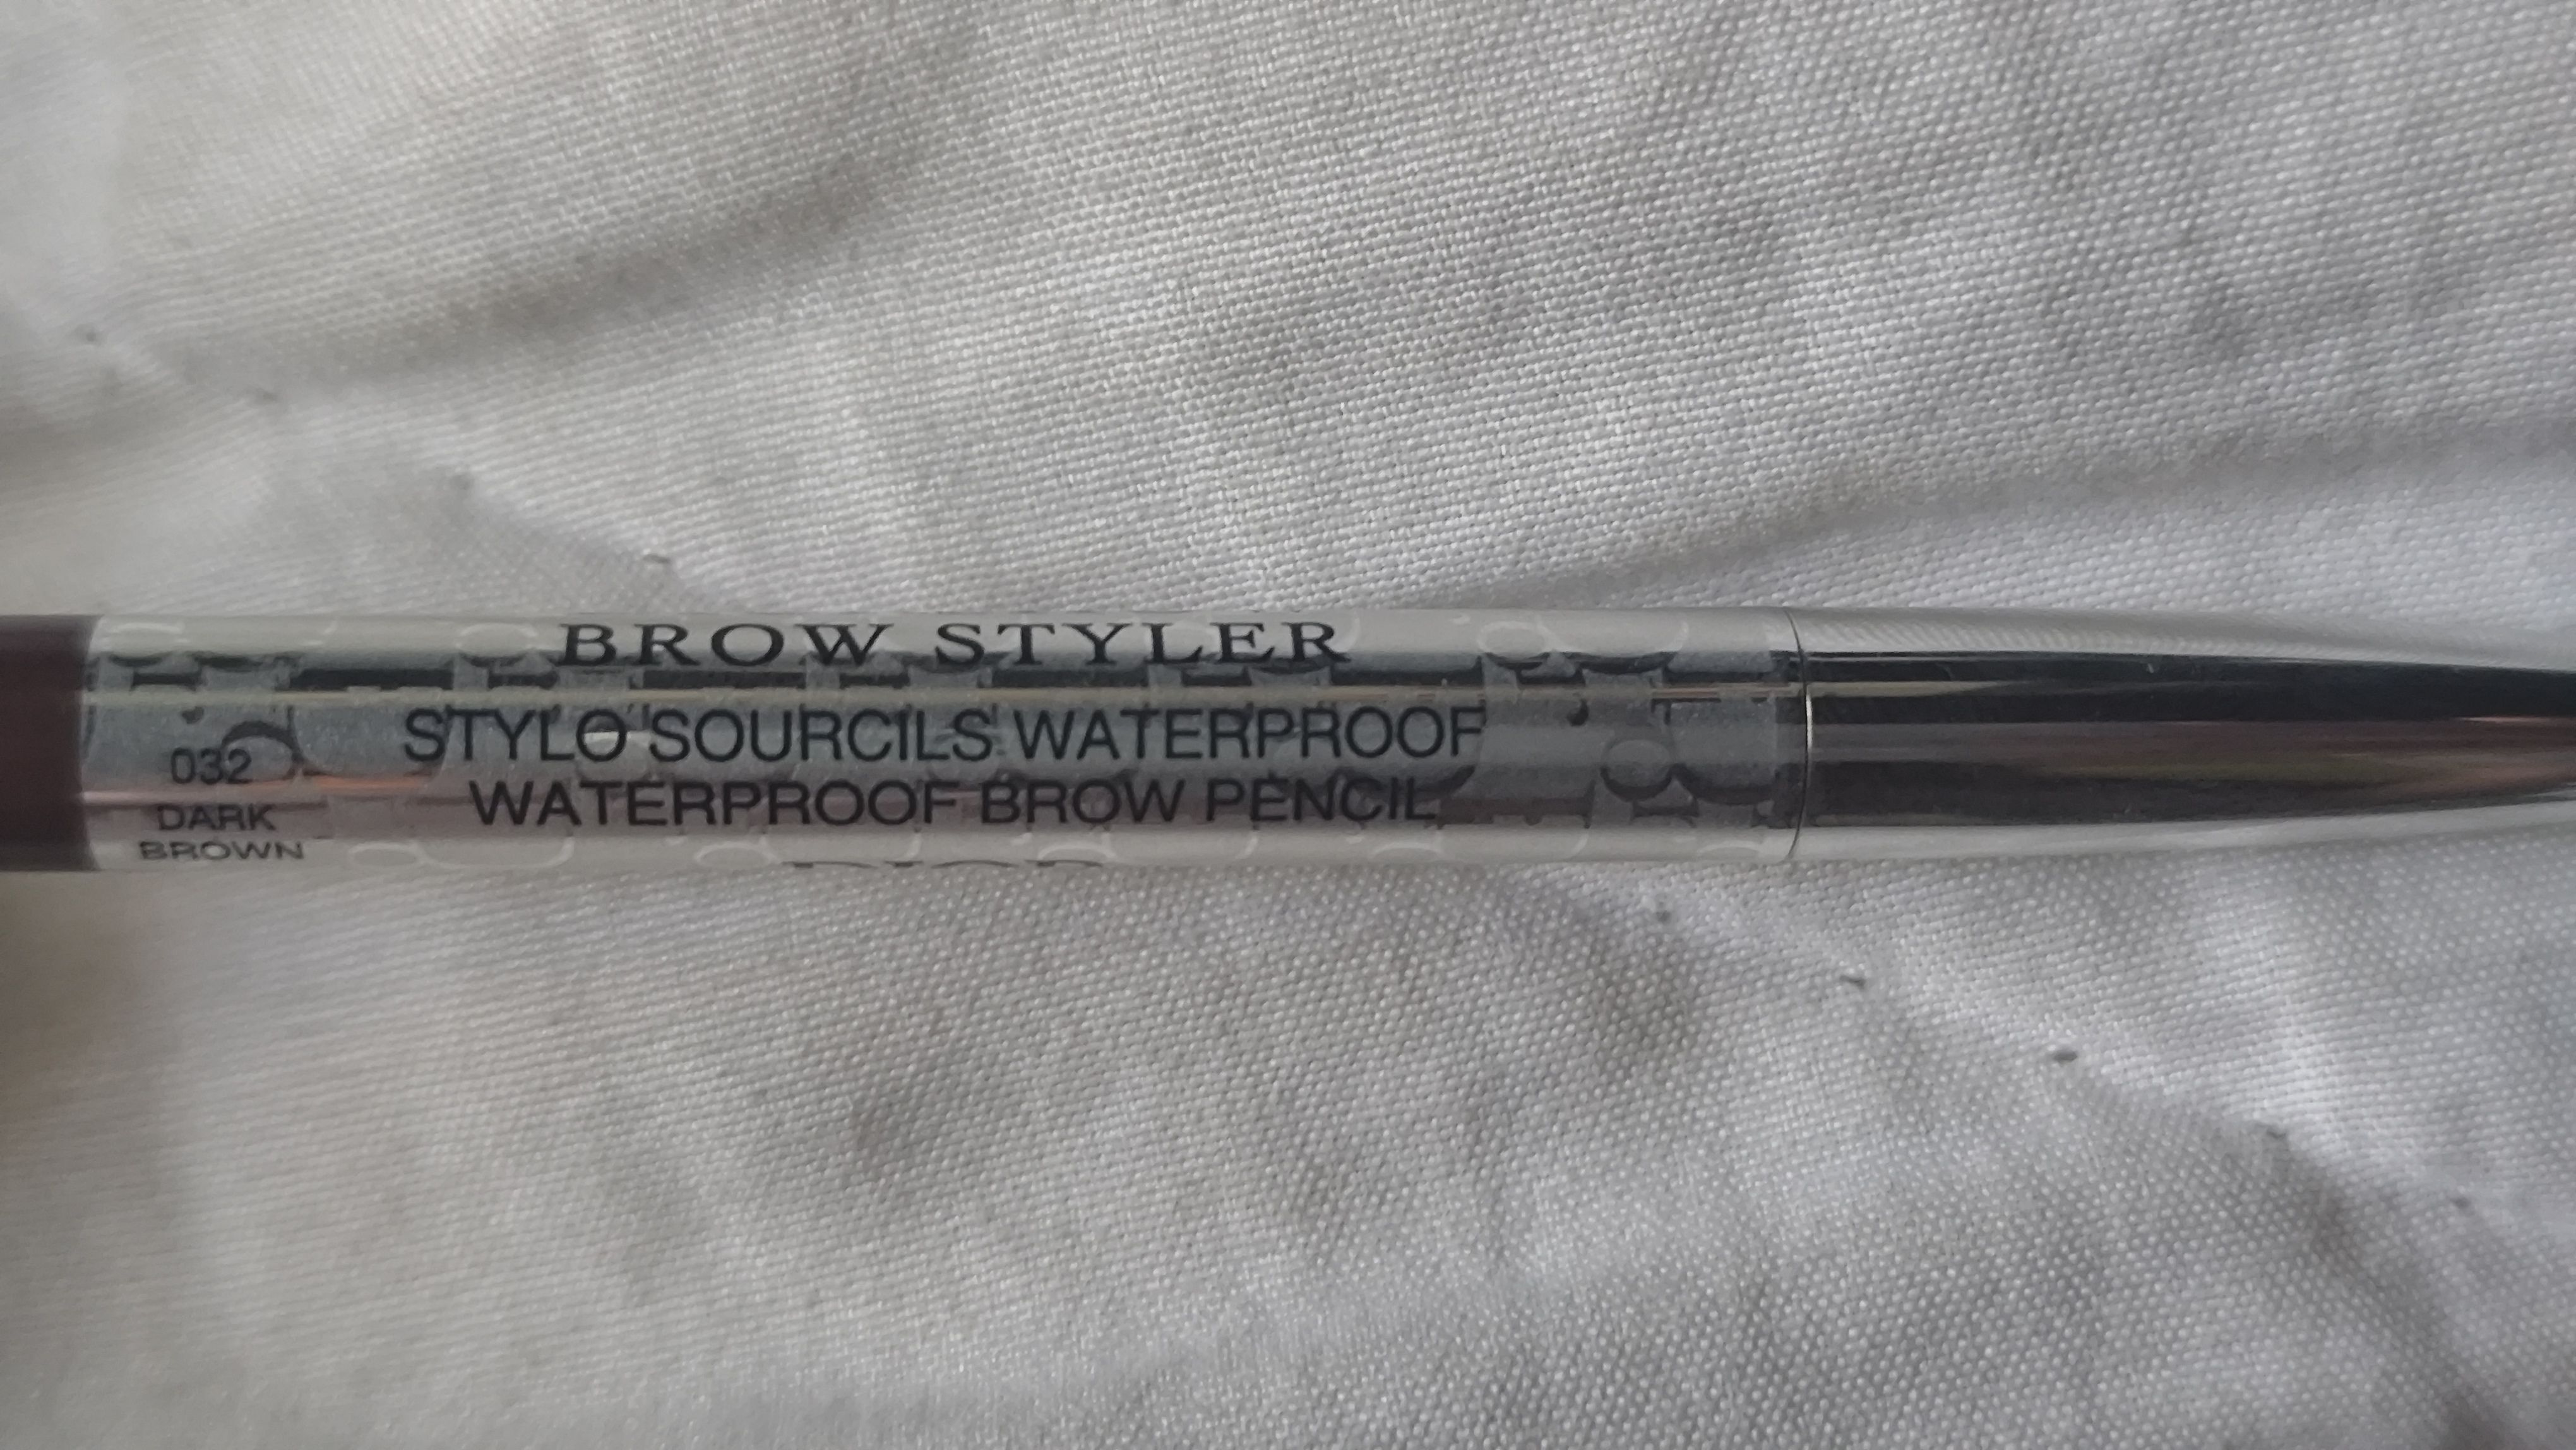 BROW STYLER
STYLO SOURCILS WATERPROOF
WATERPROOF BROW PENCIL
032
DARK
BROWN